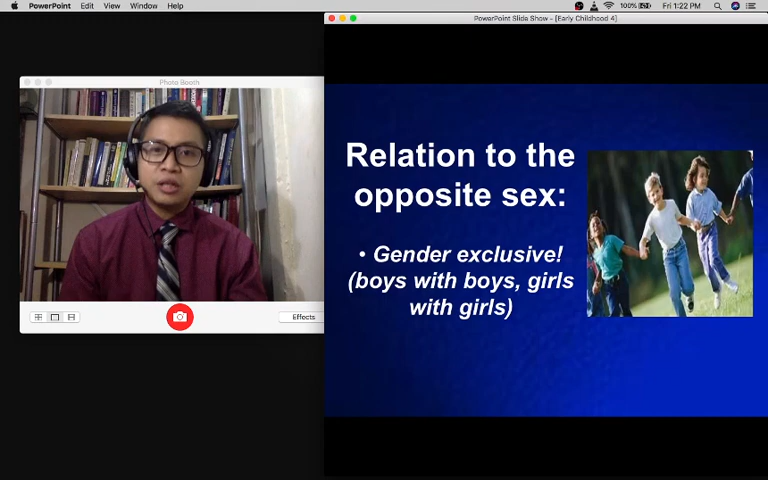 PowerPoint Edit View Window Help
100% Fri 1:22 PM
PowerPoint Slide Show - [Early Childhood 4]
Photo Booth
Relation to the
opposite sex:
• Gender exclusive!
(boys with boys, girls
with girls)
Effects